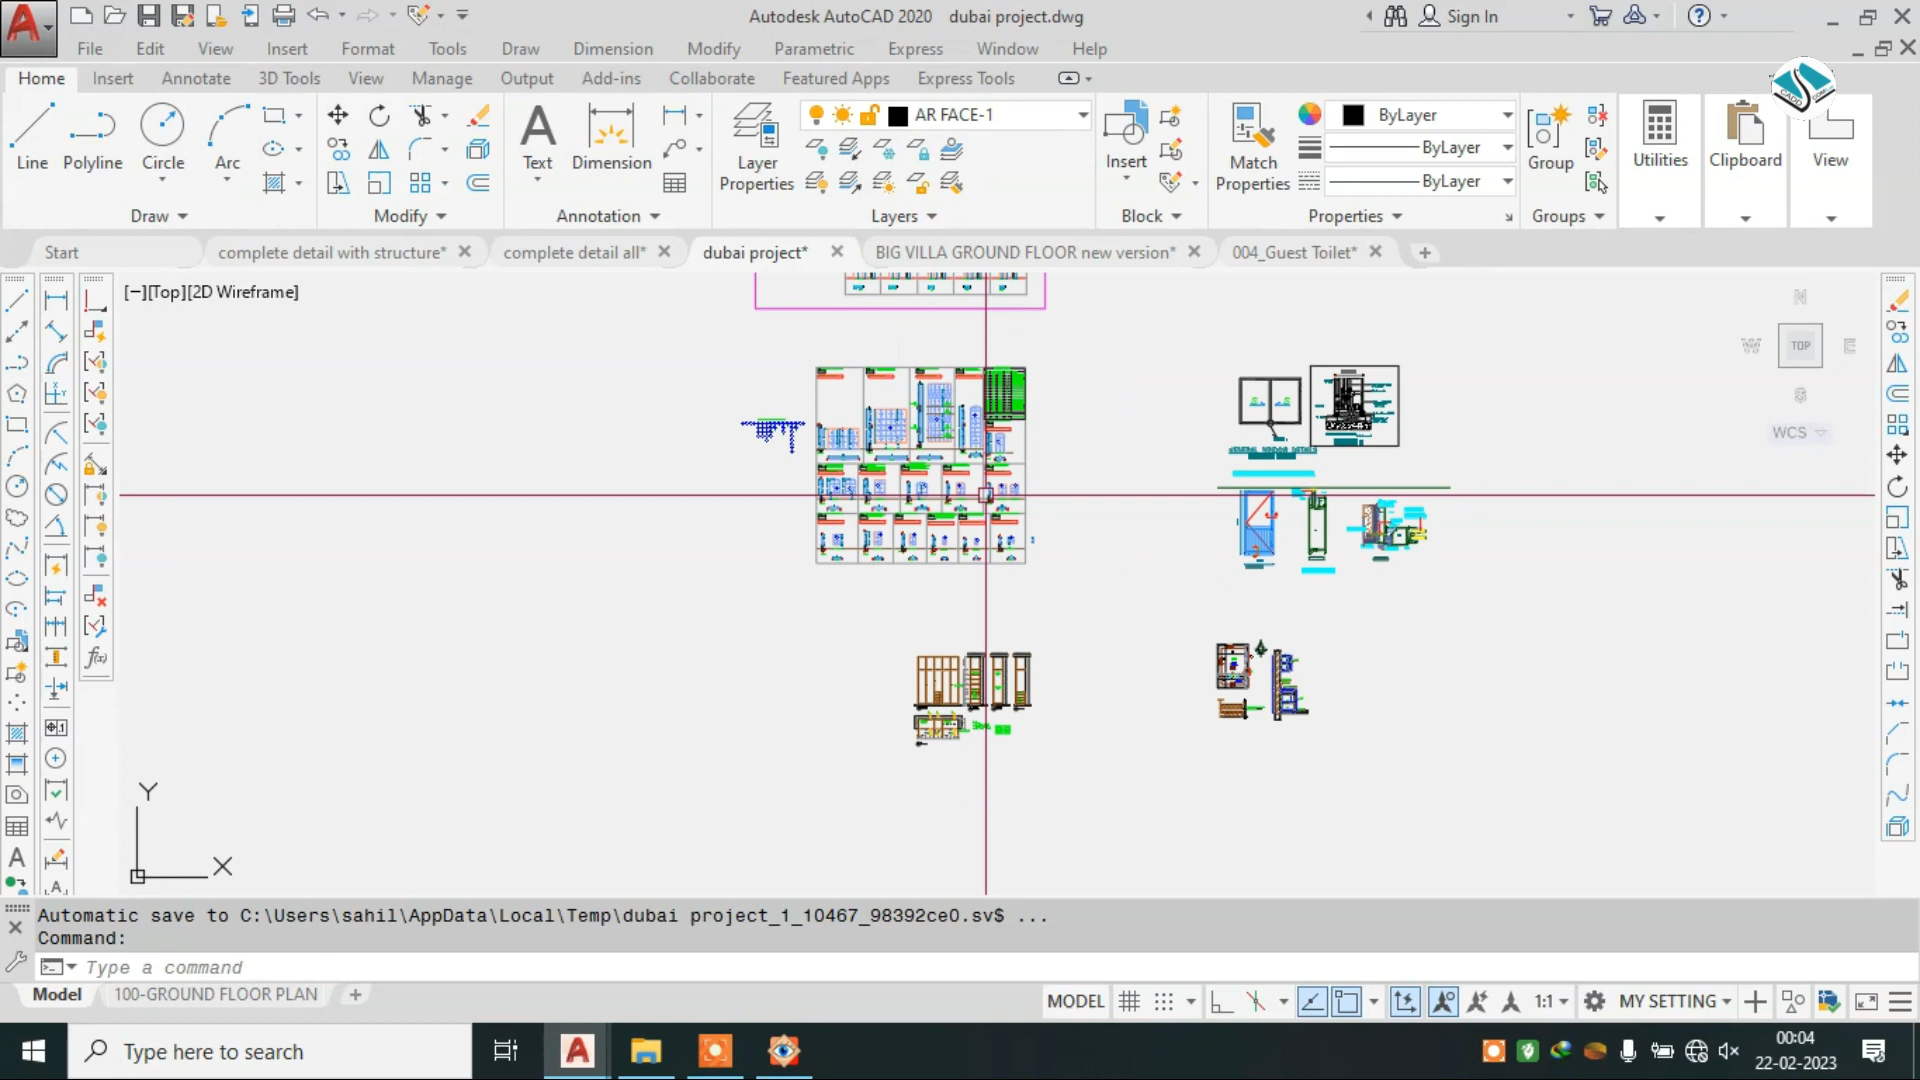 Autodesk AutoCAD 2020 dubai project.dwg
Sign In
File Edit View Insert Format Tools Draw Dimension Modify Parametric Express Window Help
Home Insert Annotate 3D Tools View Manage Output Add-ins Collaborate Featured Apps Express Tools
AR FACE-1
ByLayer
ByLayer
ByLayer
Line Polyline Circle Arc
Text Dimension
Layer Properties
Insert
Match Properties
Group
Utilities Clipboard View
Draw Modify Annotation Layers Block Properties Groups
Start complete detail with structure* complete detail all* dubai project* BIG VILLA GROUND FLOOR new version* 004_Guest Toilet*
[−][Top][2D Wireframe]
N
W TOP E
S
WCS
GENERAL WINDOW DETAILS
Y
X
Automatic save to C:\Users\sahil\AppData\Local\Temp\dubai project_1_10467_98392ce0.sv$ ...
Command:
Type a command
Model 100-GROUND FLOOR PLAN
MODEL 1:1 MY SETTING
Type here to search
00:04
22-02-2023